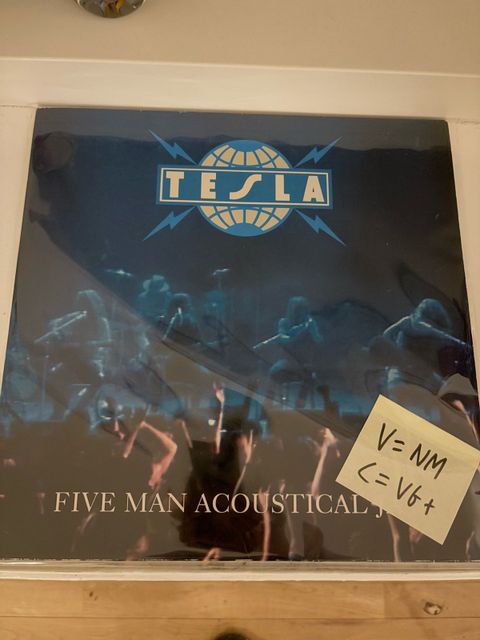 TESLA
FIVE MAN ACOUSTICAL
V=NM
C=VG+